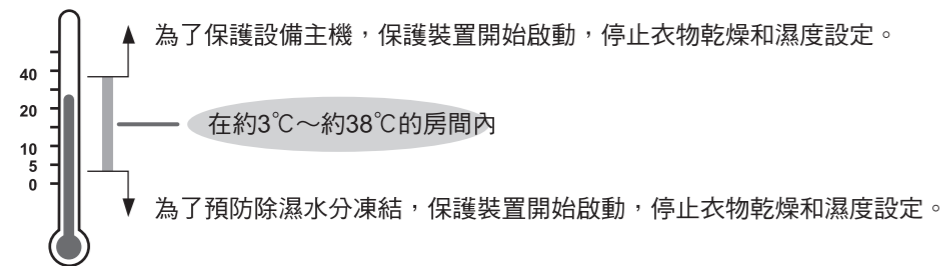 為了保護設備主機，保護裝置開始啟動，停止衣物乾燥和濕度設定。
40
20
在約3℃～約38℃的房間內
10
5
0
為了預防除濕水分凍結，保護裝置開始啟動，停止衣物乾燥和濕度設定。